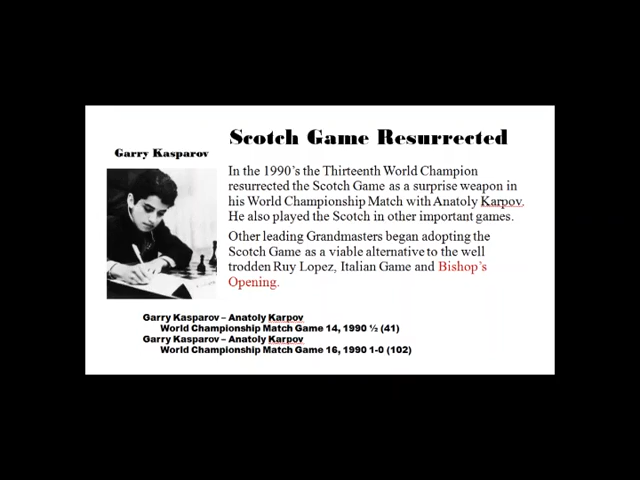 Scotch Game Resurrected
Garry Kasparov
In the 1990's the Thirteenth World Champion
resurrected the Scotch Game as a surprise weapon in
his World Championship Match with Anatoly Karpov.
He also played the Scotch in other important games.
Other leading Grandmasters began adopting the
Scotch Game as a viable alternative to the well
trodden Ruy Lopez, Italian Game and Bishop's
Opening.
Garry Kasparov – Anatoly Karpov
World Championship Match Game 14, 1990 ½ (41)
Garry Kasparov – Anatoly Karpov
World Championship Match Game 16, 1990 1-0 (102)